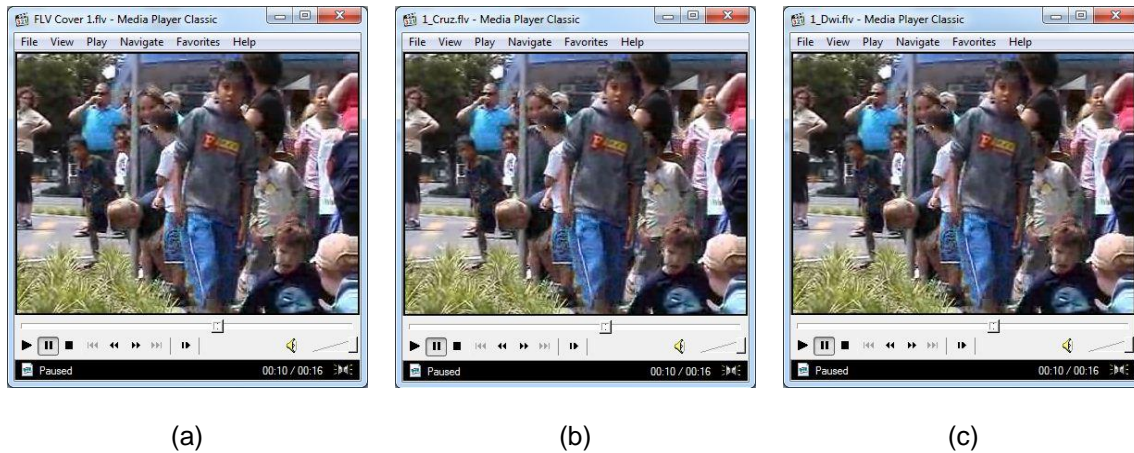 FLV Cover 1.flv - Media Player Classic
File View Play Navigate Favorites Help
Paused 00:10 / 00:16
(a)
1_Cruz.flv - Media Player Classic
File View Play Navigate Favorites Help
Paused 00:10 / 00:16
(b)
1_Dwi.flv - Media Player Classic
File View Play Navigate Favorites Help
Paused 00:10 / 00:16
(c)